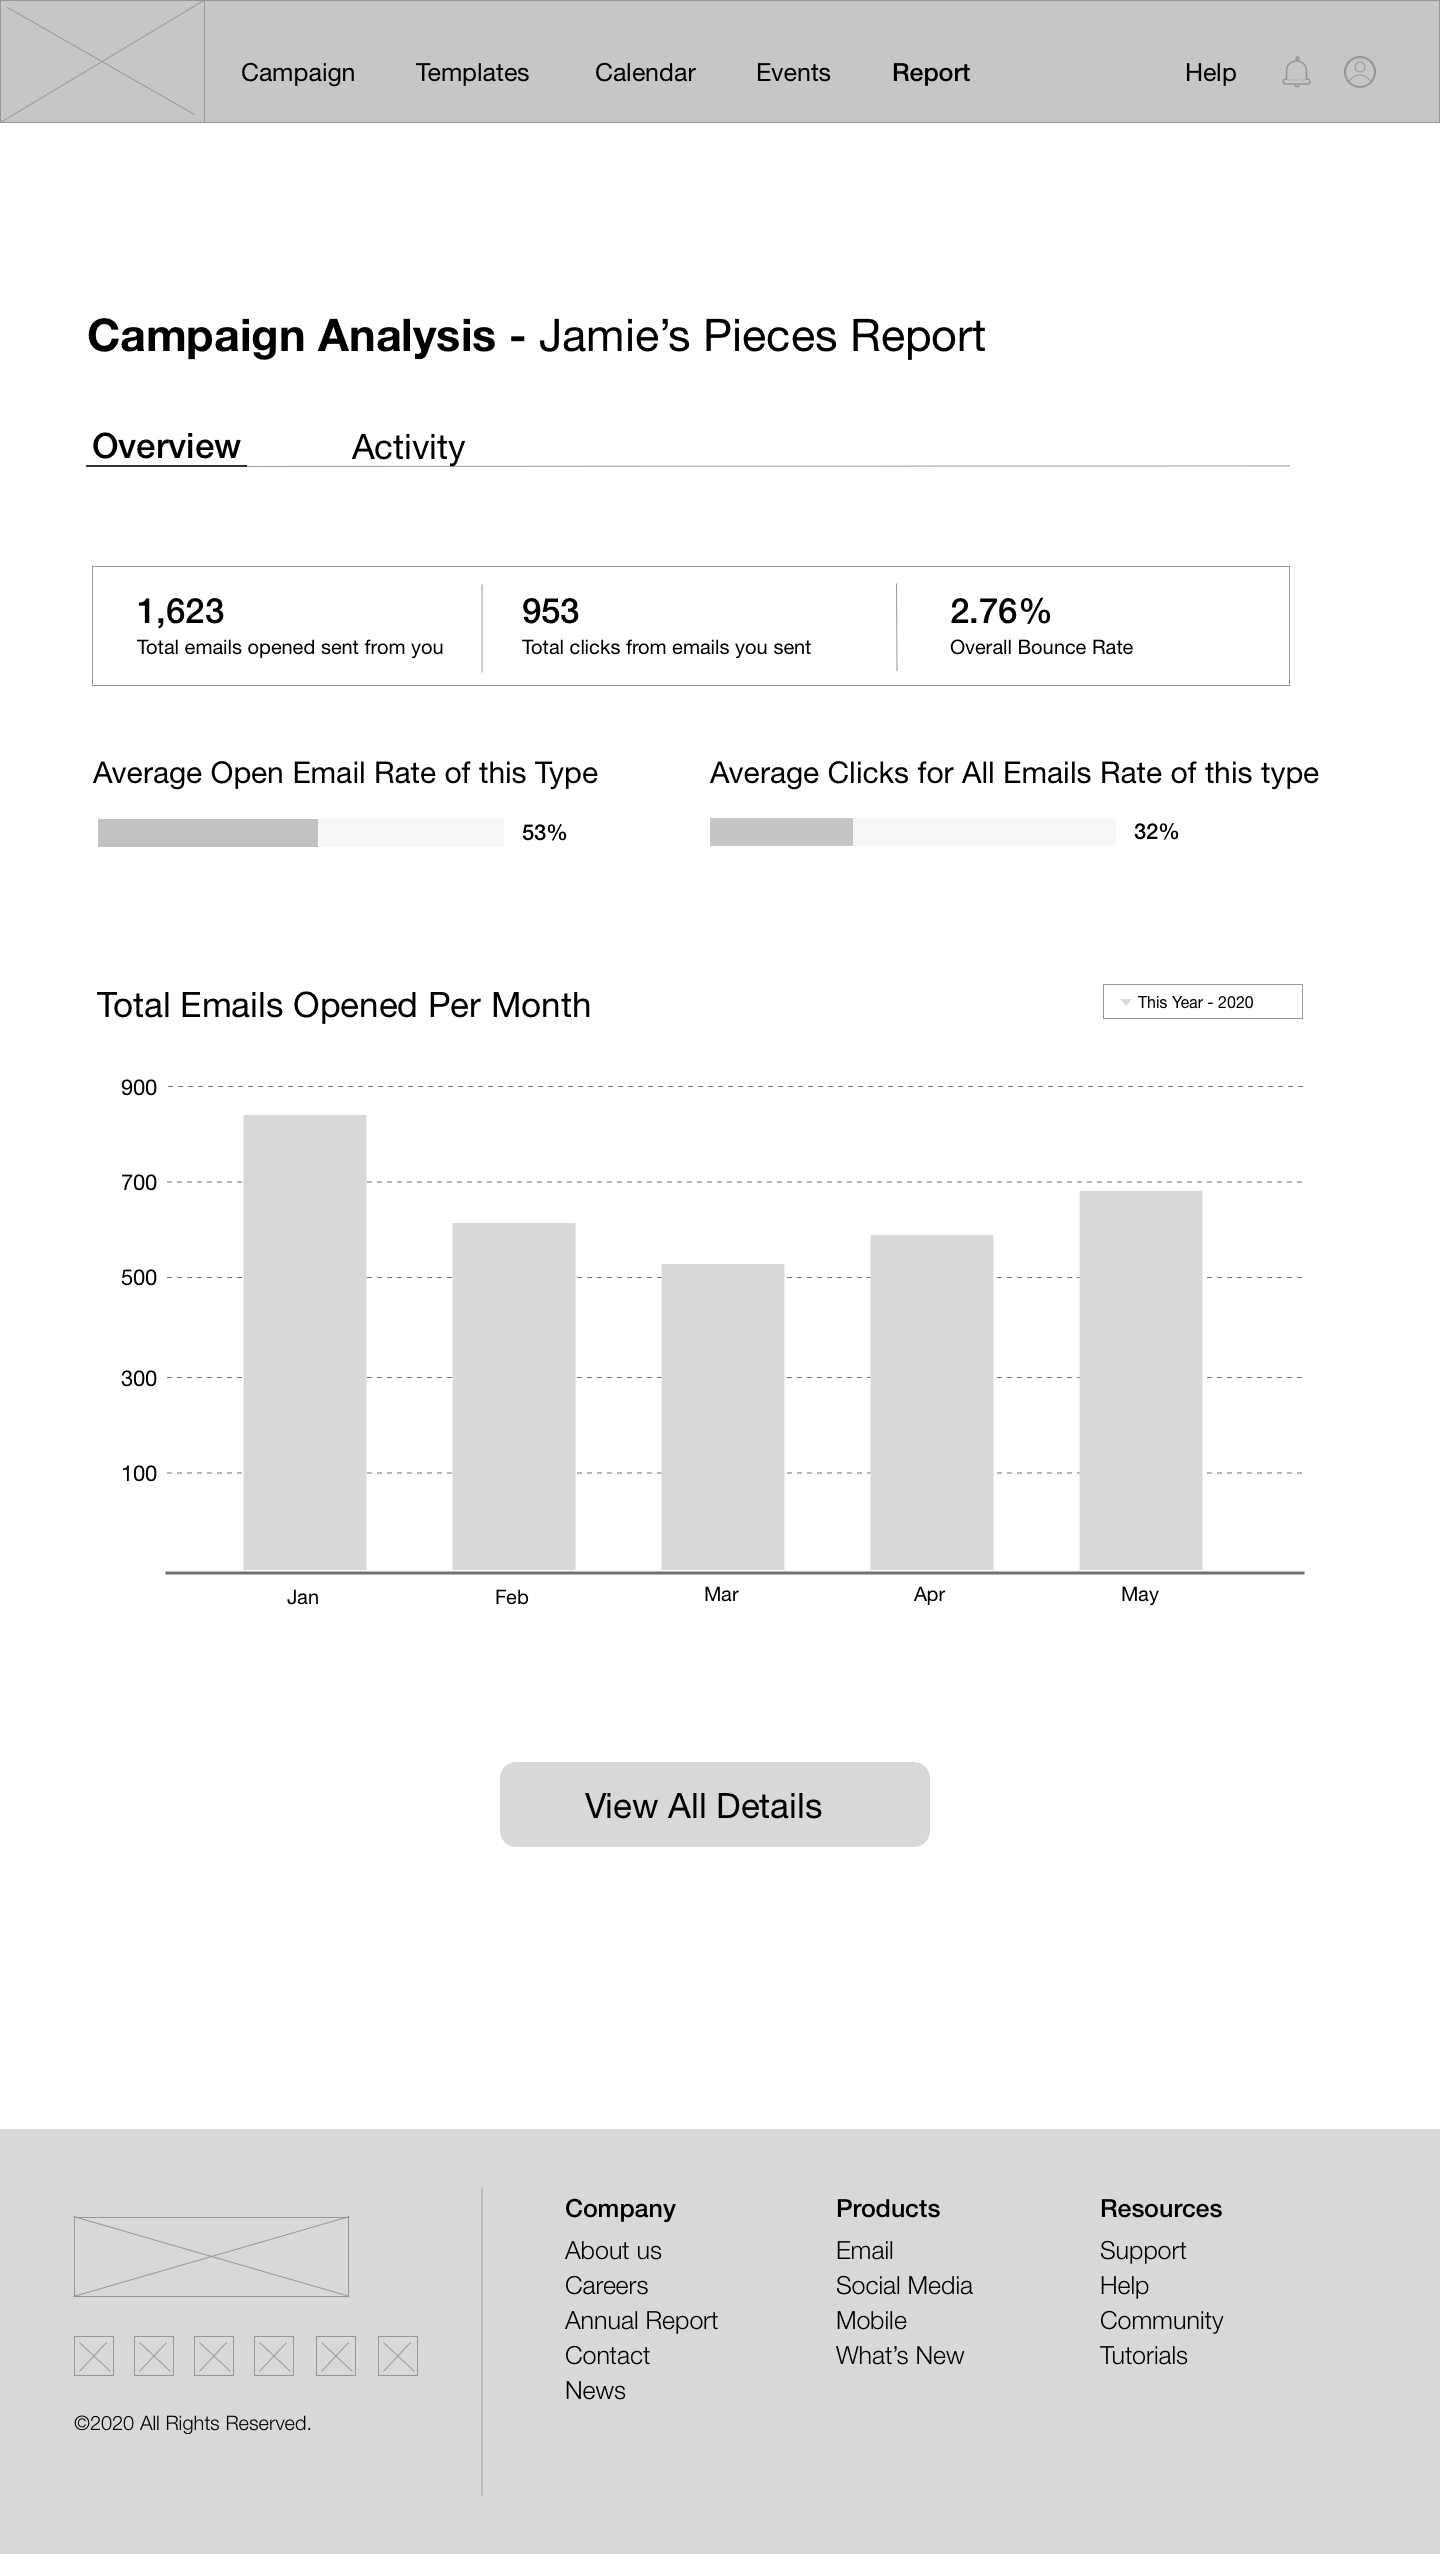 Campaign Templates Calendar Events Report Help
Campaign Analysis - Jamie’s Pieces Report
Overview Activity
1,623 953 2.76%
Total emails opened sent from you Total clicks from emails you sent Overall Bounce Rate
Average Open Email Rate of this Type Average Clicks for All Emails Rate of this type
53% 32%
Total Emails Opened Per Month This Year - 2020
900
700
500
300
100
Jan Feb Mar Apr May
View All Details
Company Products Resources
About us Email Support
Careers Social Media Help
Annual Report Mobile Community
Contact What’s New Tutorials
News
©2020 All Rights Reserved.